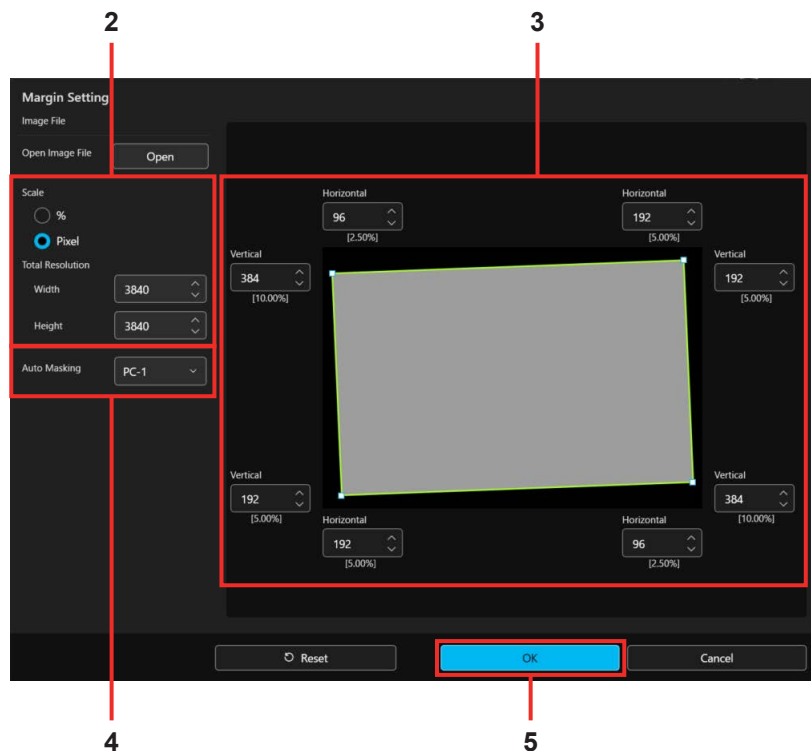 2 3
Margin Setting
Image File
Open Image File Open
Scale
%
Pixel
Total Resolution
Width 3840
Height 3840
Auto Masking PC-1
Horizontal Horizontal
96 192
[2.50%] [5.00%]
Vertical Vertical
384 192
[10.00%] [5.00%]
Vertical Vertical
192 384
[5.00%] [10.00%]
Horizontal Horizontal
192 96
[5.00%] [2.50%]
Reset OK Cancel
4 5